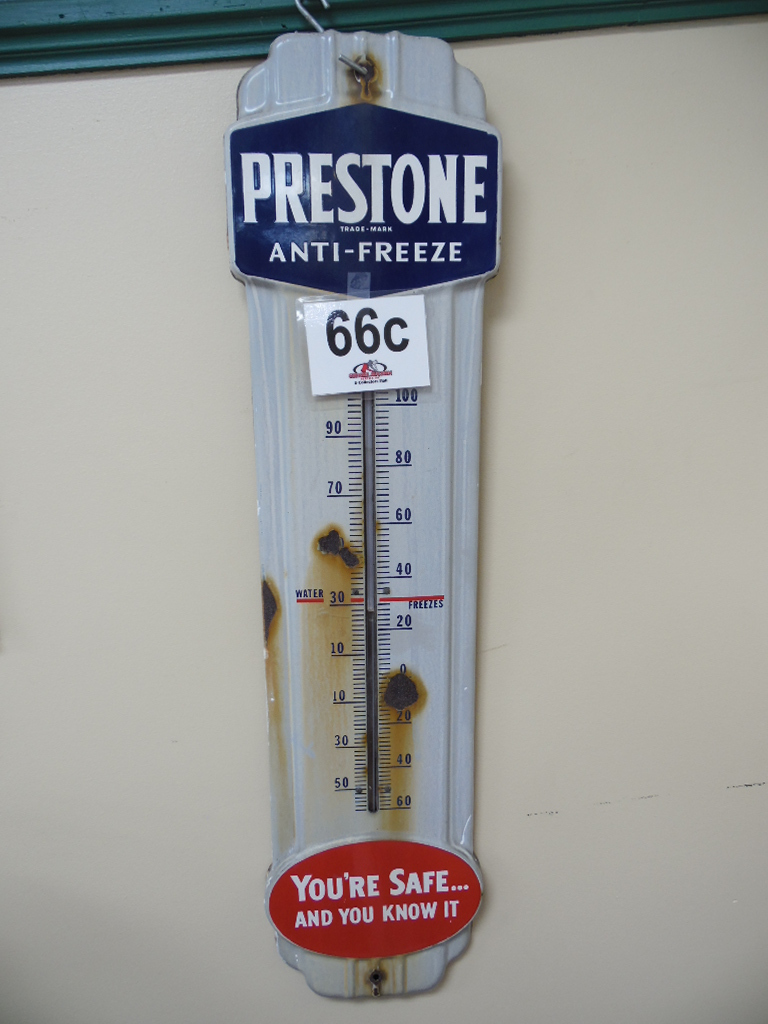 PRESTONE
TRADE-MARK
ANTI-FREEZE
66c
100
90
80
70
60
40
WATER 30 FREEZES
20
10
0
10
20
30
40
50
60
YOU'RE SAFE...
AND YOU KNOW IT